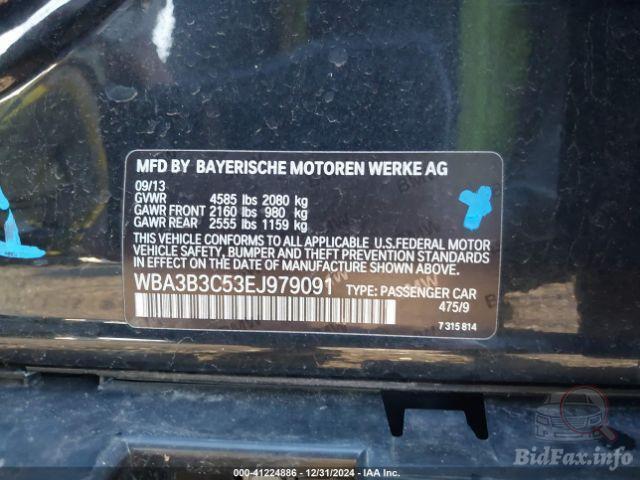 MFD BY BAYERISCHE MOTOREN WERKE AG
09/13
GVWR 4585 lbs 2080 kg
GAWR FRONT 2160 lbs 980 kg
GAWR REAR 2555 lbs 1159 kg
THIS VEHICLE CONFORMS TO ALL APPLICABLE U.S.FEDERAL MOTOR
VEHICLE SAFETY, BUMPER AND THEFT PREVENTION STANDARDS
IN EFFECT ON THE DATE OF MANUFACTURE SHOWN ABOVE.
WBA3B3C53EJ979091 TYPE: PASSENGER CAR
475/9
7 315 814
BidFax.info
000-41224886 - 12/31/2024 - IAA Inc.